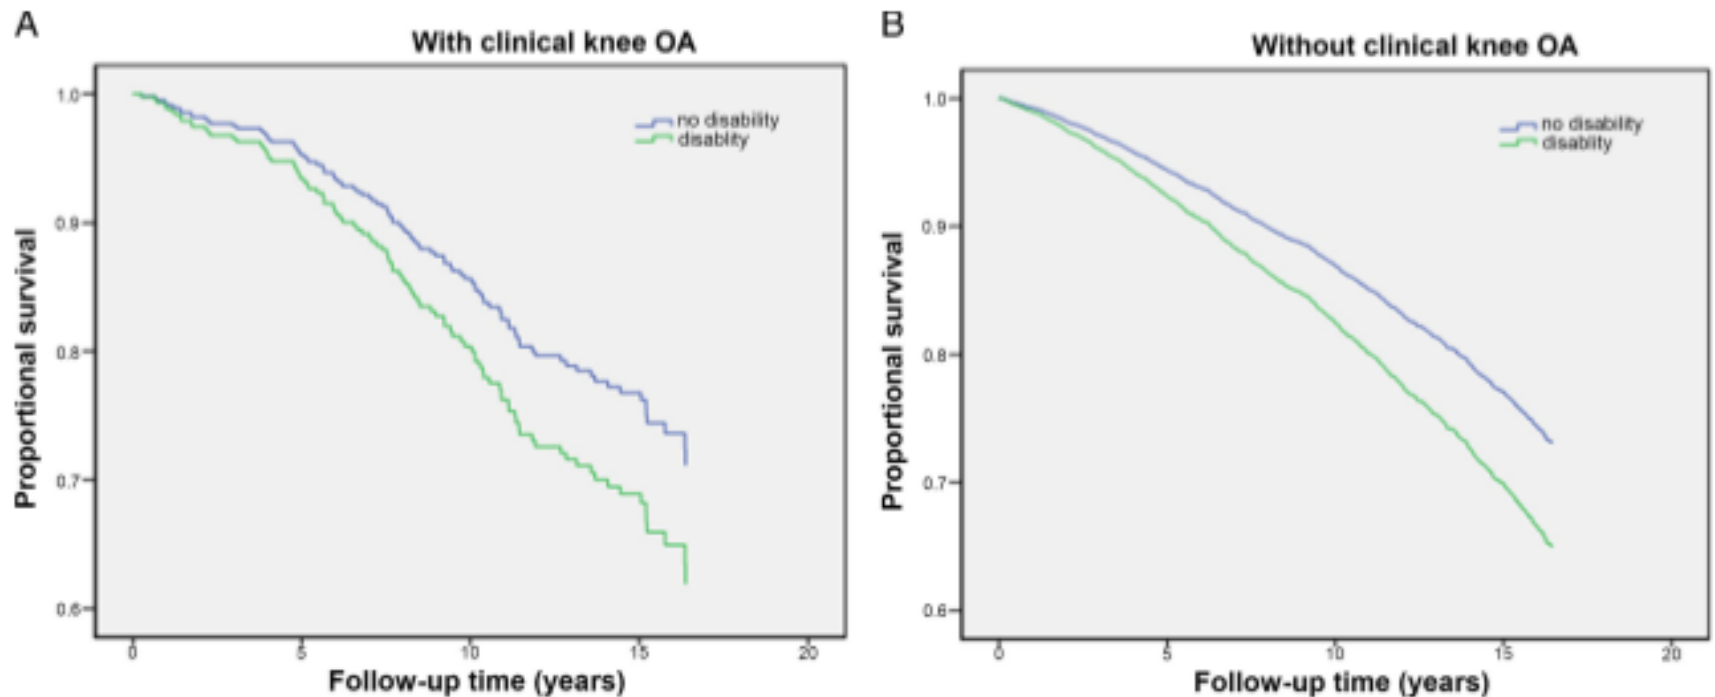 A
With clinical knee OA
no disability
disablity
1.0
0.9
0.8
0.7
0.6
Proportional survival
0
5
10
15
20
Follow-up time (years)
B
Without clinical knee OA
no disability
disablity
1.0
0.9
0.8
0.7
0.6
Proportional survival
0
5
10
15
20
Follow-up time (years)